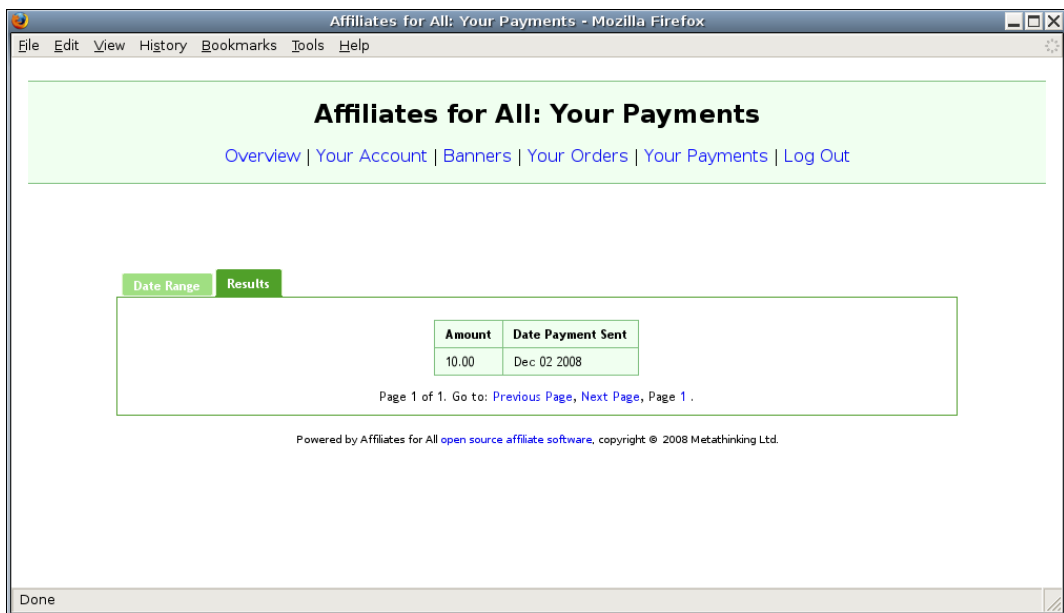 Affiliates for All: Your Payments - Mozilla Firefox
File Edit View History Bookmarks Tools Help
Affiliates for All: Your Payments
Overview | Your Account | Banners | Your Orders | Your Payments | Log Out
Date Range Results
Amount Date Payment Sent
10.00 Dec 02 2008
Page 1 of 1. Go to: Previous Page, Next Page, Page 1 .
Powered by Affiliates for All open source affiliate software, copyright © 2008 Metathinking Ltd.
Done